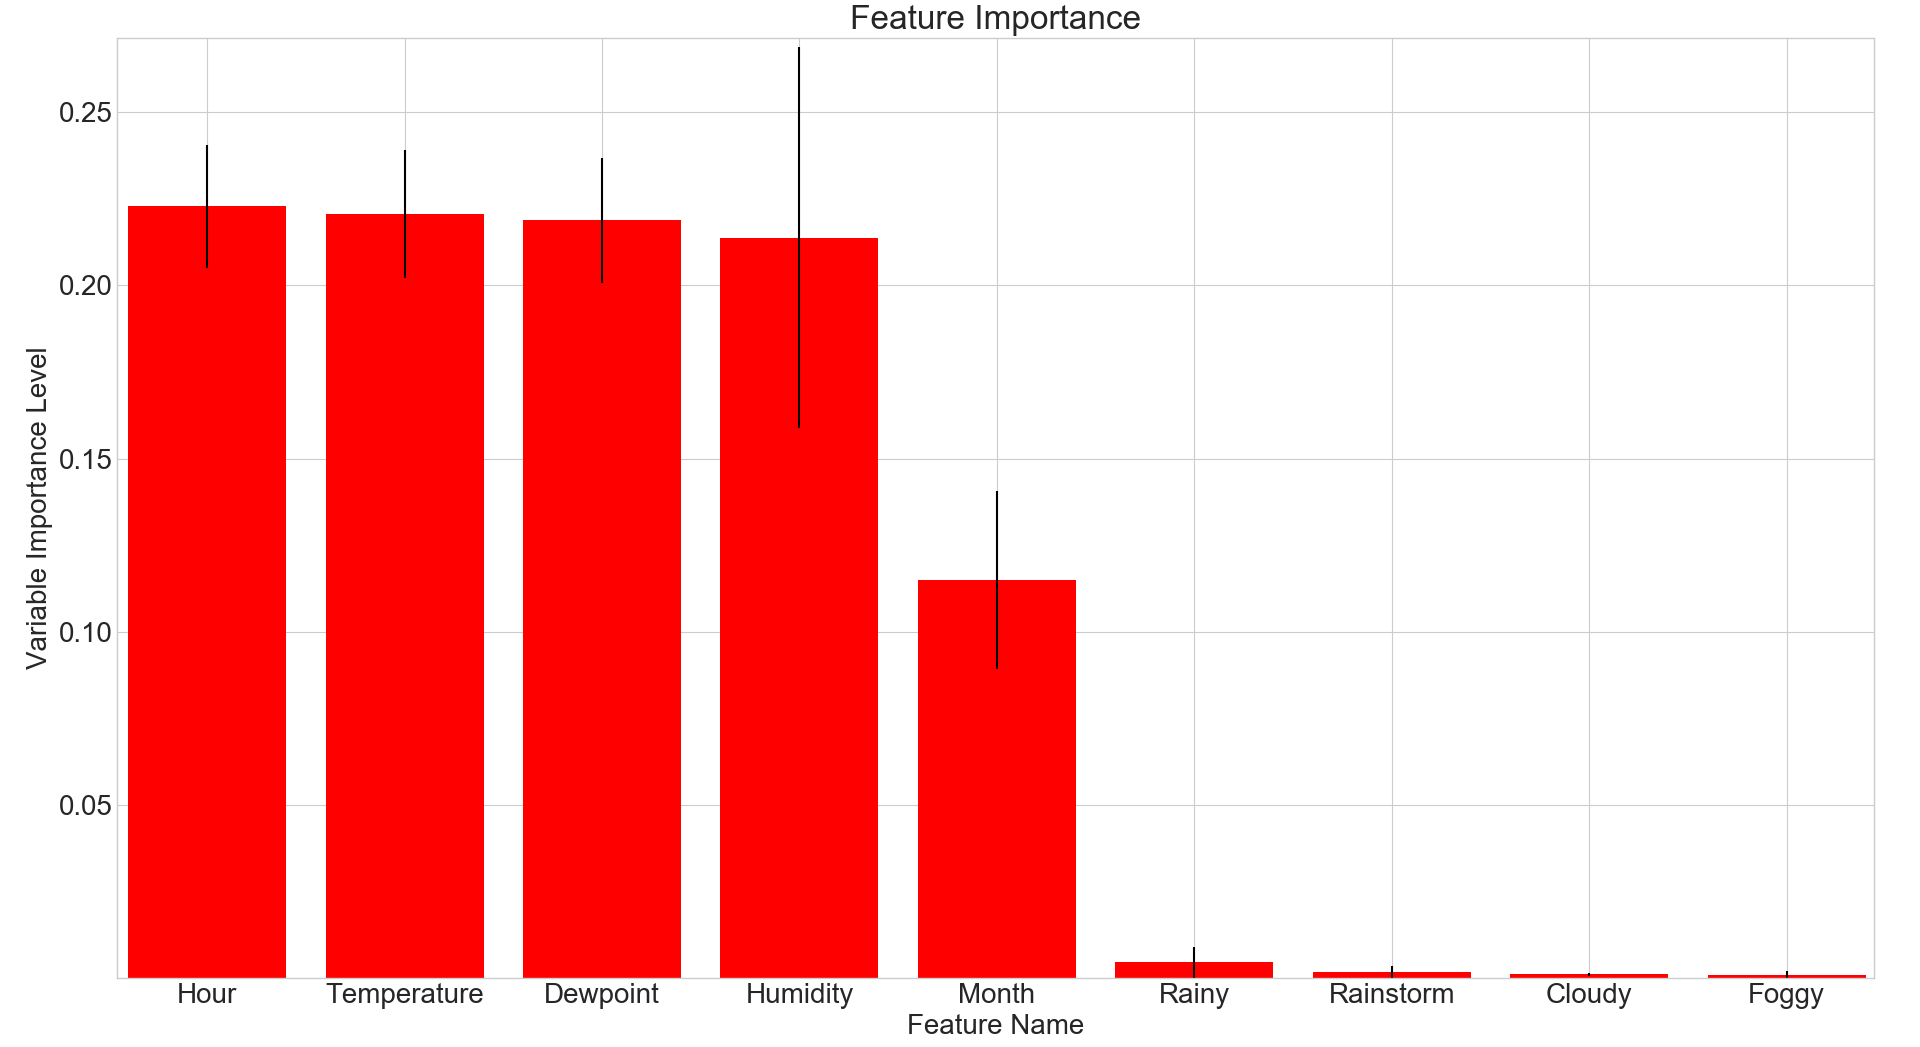 Feature Importance
0.25
0.20
0.15
0.10
0.05
Variable Importance Level
Hour Temperature Dewpoint Humidity Month Rainy Rainstorm Cloudy Foggy
Feature Name